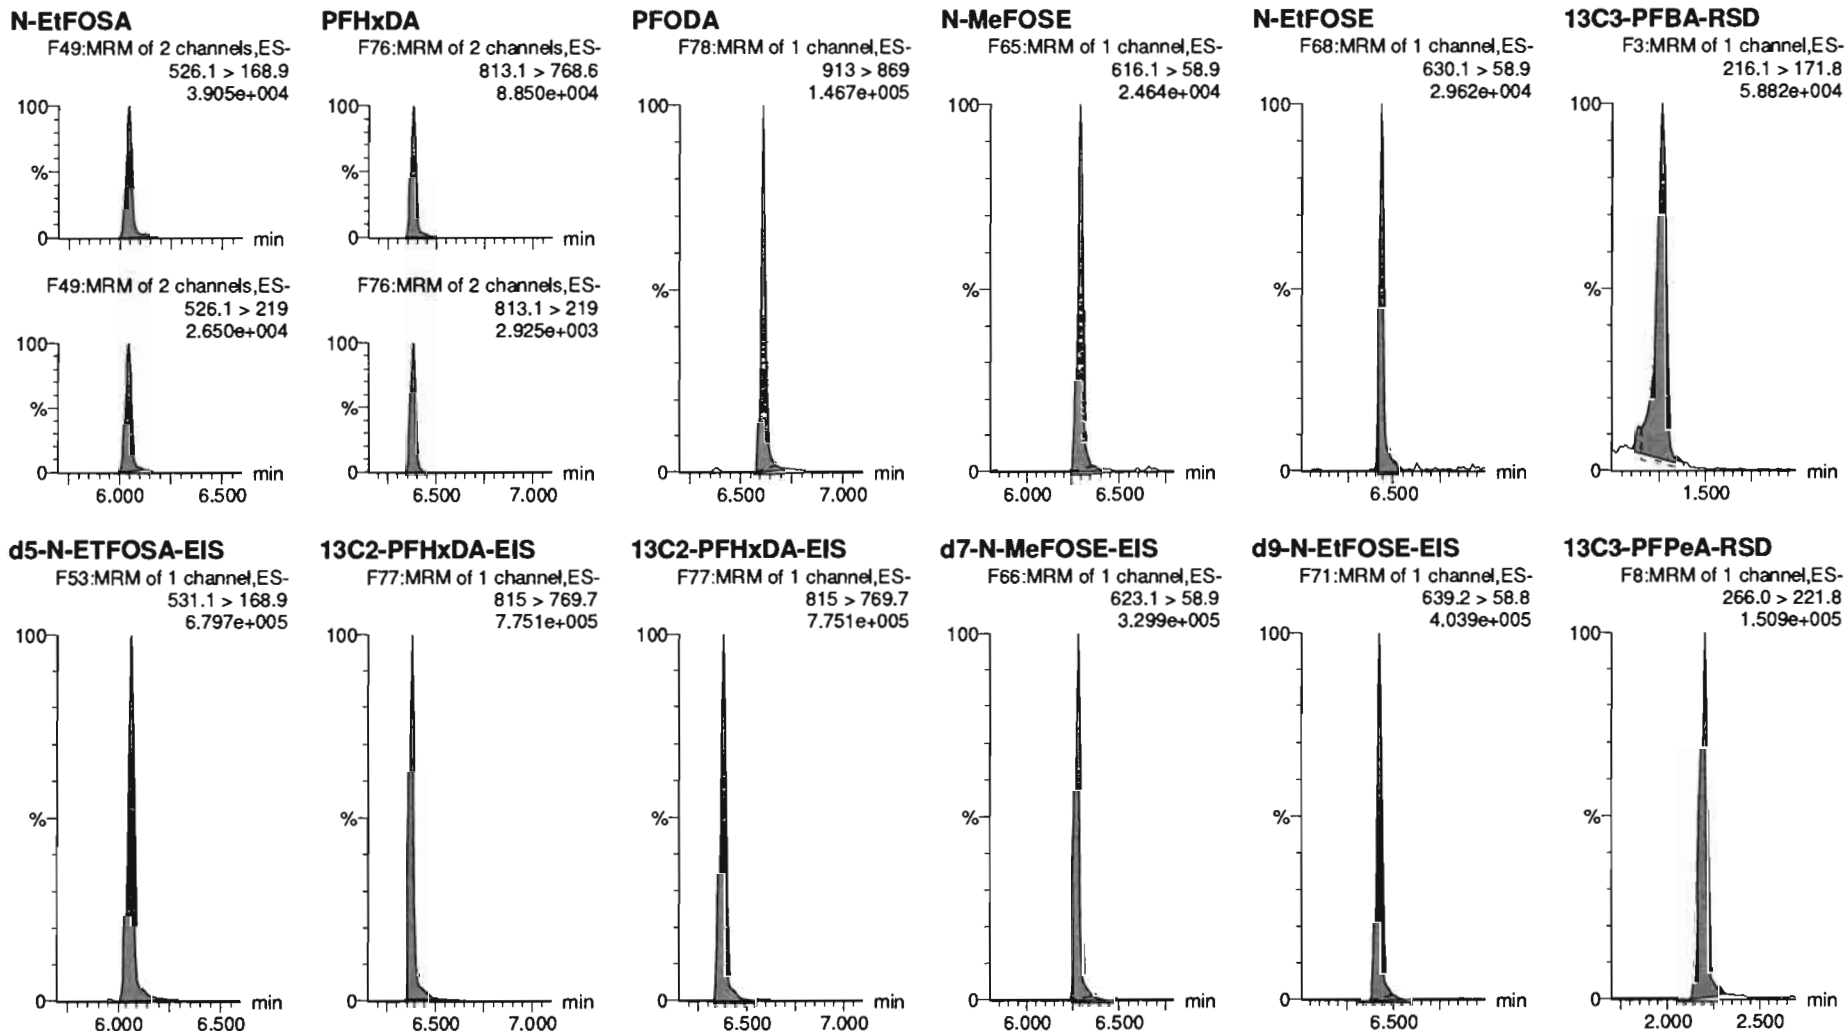 N-EtFOSA
F49:MRM of 2 channels,ES-
526.1 > 168.9
3.905e+004
100
%
0
min
F49:MRM of 2 channels,ES-
526.1 > 219
2.650e+004
100
%
0
min
6.000 6.500
PFHxDA
F76:MRM of 2 channels,ES-
813.1 > 768.6
8.850e+004
100
%
0
min
F76:MRM of 2 channels,ES-
813.1 > 219
2.925e+003
100
%
0
min
6.500 7.000
PFODA
F78:MRM of 1 channel,ES-
913 > 869
1.467e+005
100
%
0
min
6.500 7.000
N-MeFOSE
F65:MRM of 1 channel,ES-
616.1 > 58.9
2.464e+004
100
%
0
min
6.000 6.500
N-EtFOSE
F68:MRM of 1 channel,ES-
630.1 > 58.9
2.962e+004
100
%
0
min
6.500
13C3-PFBA-RSD
F3:MRM of 1 channel,ES-
216.1 > 171.8
5.882e+004
100
%
0
min
1.500
d5-N-ETFOSA-EIS
F53:MRM of 1 channel,ES-
531.1 > 168.9
6.797e+005
100
%
0
min
6.000 6.500
13C2-PFHxDA-EIS
F77:MRM of 1 channel,ES-
815 > 769.7
7.751e+005
100
%
0
min
6.500 7.000
13C2-PFHxDA-EIS
F77:MRM of 1 channel,ES-
815 > 769.7
7.751e+005
100
%
0
min
6.500 7.000
d7-N-MeFOSE-EIS
F66:MRM of 1 channel,ES-
623.1 > 58.9
3.299e+005
100
%
0
min
6.000 6.500
d9-N-EtFOSE-EIS
F71:MRM of 1 channel,ES-
639.2 > 58.8
4.039e+005
100
%
0
min
6.500
13C3-PFPeA-RSD
F8:MRM of 1 channel,ES-
266.0 > 221.8
1.509e+005
100
%
0
min
2.000 2.500